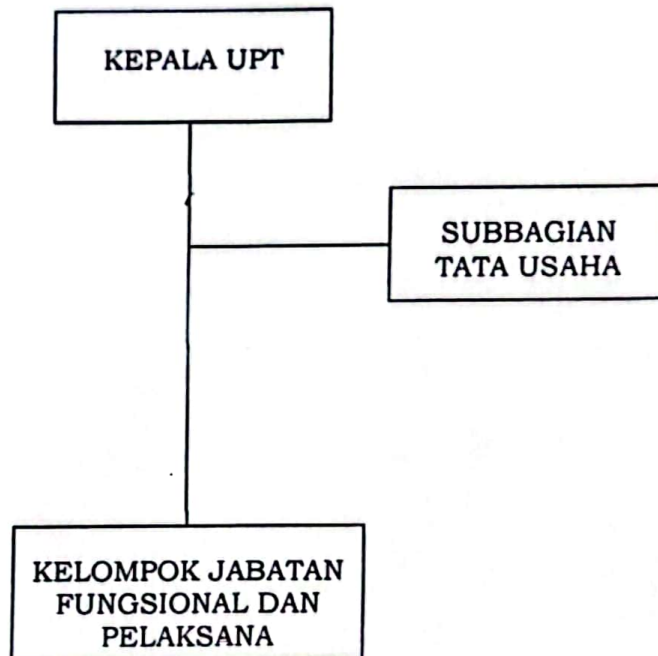 KEPALA UPT
SUBBAGIAN
TATA USAHA
KELOMPOK JABATAN
FUNGSIONAL DAN
PELAKSANA